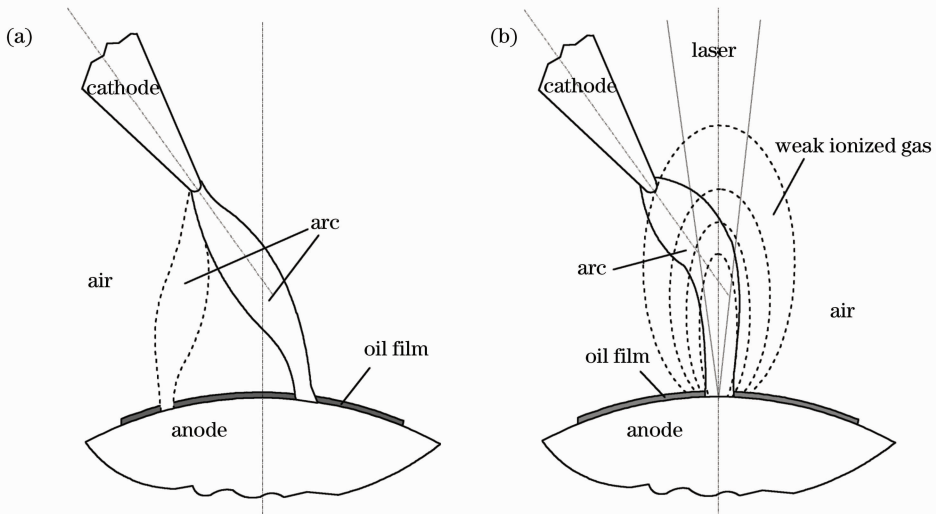 (a)
cathode
arc
air
oil film
anode
(b)
laser
cathode
weak ionized gas
arc
air
oil film
anode